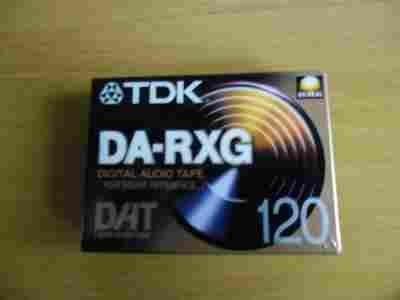 TDK
DA-RXG
DIGITAL AUDIO TAPE
DAT
120